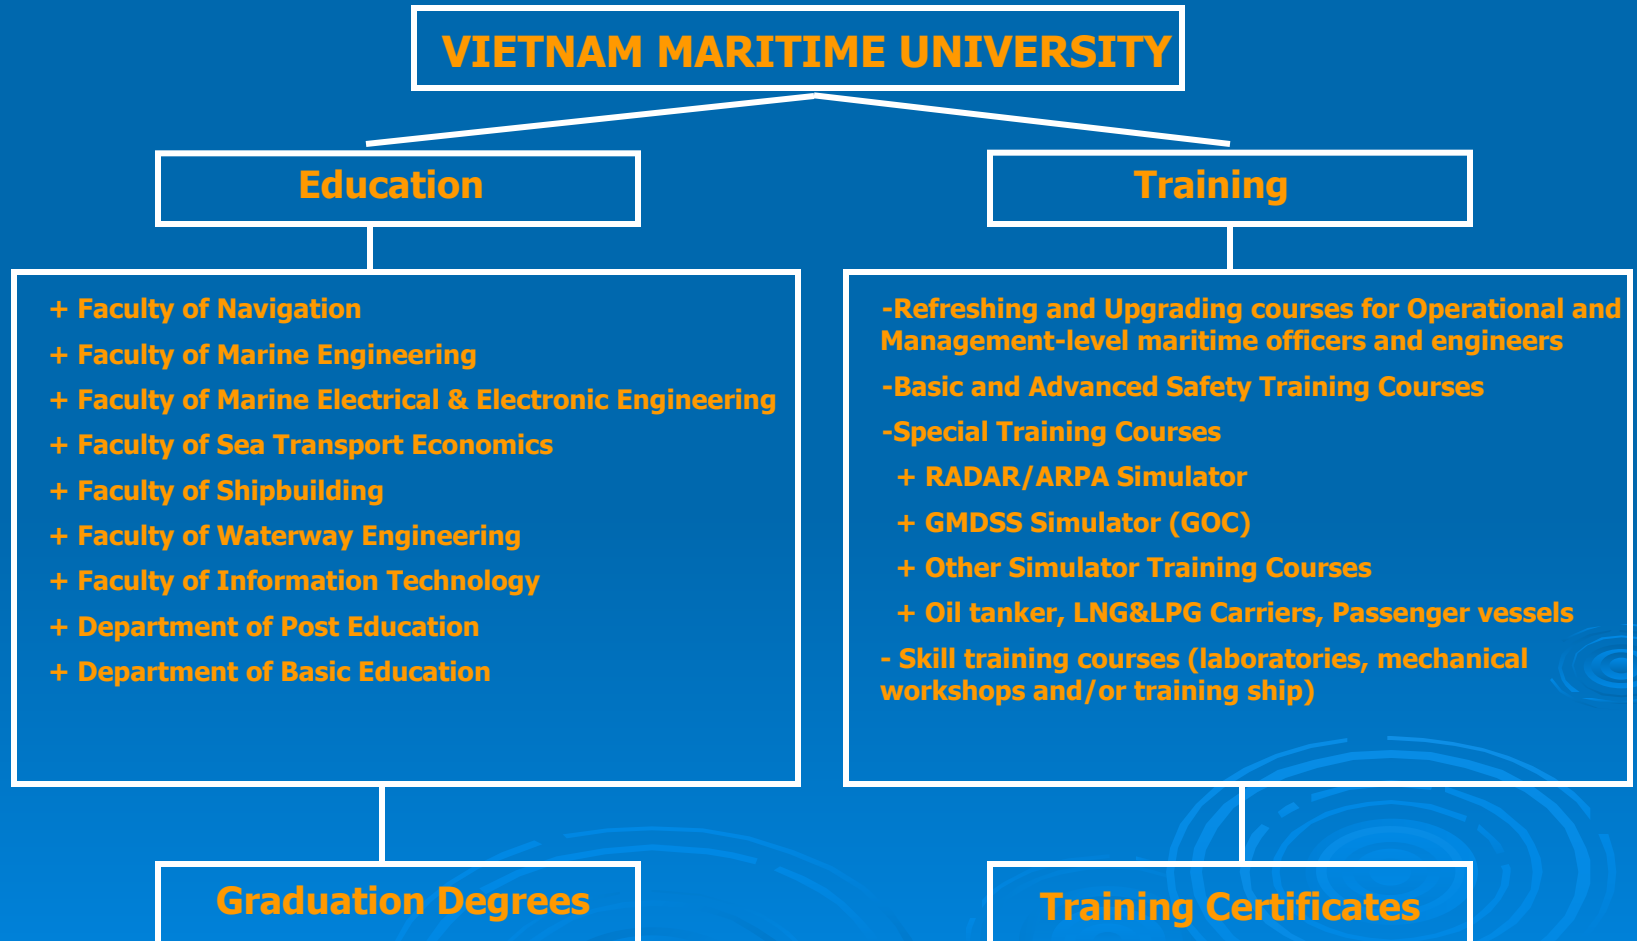 VIETNAM MARITIME UNIVERSITY
Education
+ Faculty of Navigation
+ Faculty of Marine Engineering
+ Faculty of Marine Electrical & Electronic Engineering
+ Faculty of Sea Transport Economics
+ Faculty of Shipbuilding
+ Faculty of Waterway Engineering
+ Faculty of Information Technology
+ Department of Post Education
+ Department of Basic Education
Graduation Degrees
Training
-Refreshing and Upgrading courses for Operational and
Management-level maritime officers and engineers
-Basic and Advanced Safety Training Courses
-Special Training Courses
+ RADAR/ARPA Simulator
+ GMDSS Simulator (GOC)
+ Other Simulator Training Courses
+ Oil tanker, LNG&LPG Carriers, Passenger vessels
- Skill training courses (laboratories, mechanical
workshops and/or training ship)
Training Certificates